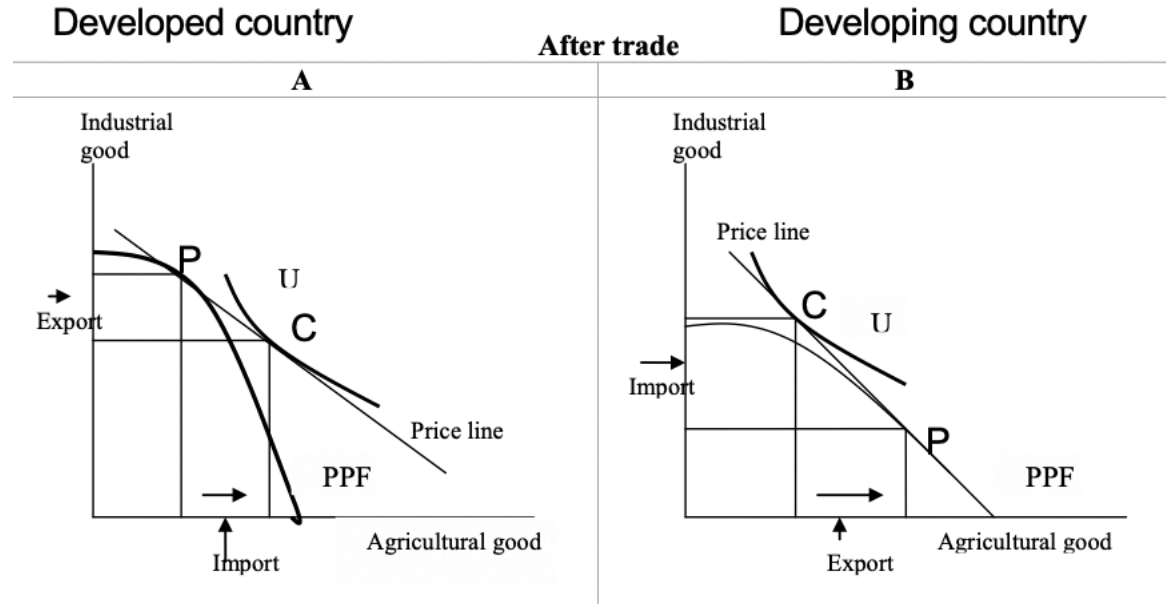 Developed country
Developing country
After trade
A
B
Industrial
good
P
U
Export
C
Price line
PPF
Agricultural good
Import
Industrial
good
Price line
C
U
Import
P
PPF
Agricultural good
Export